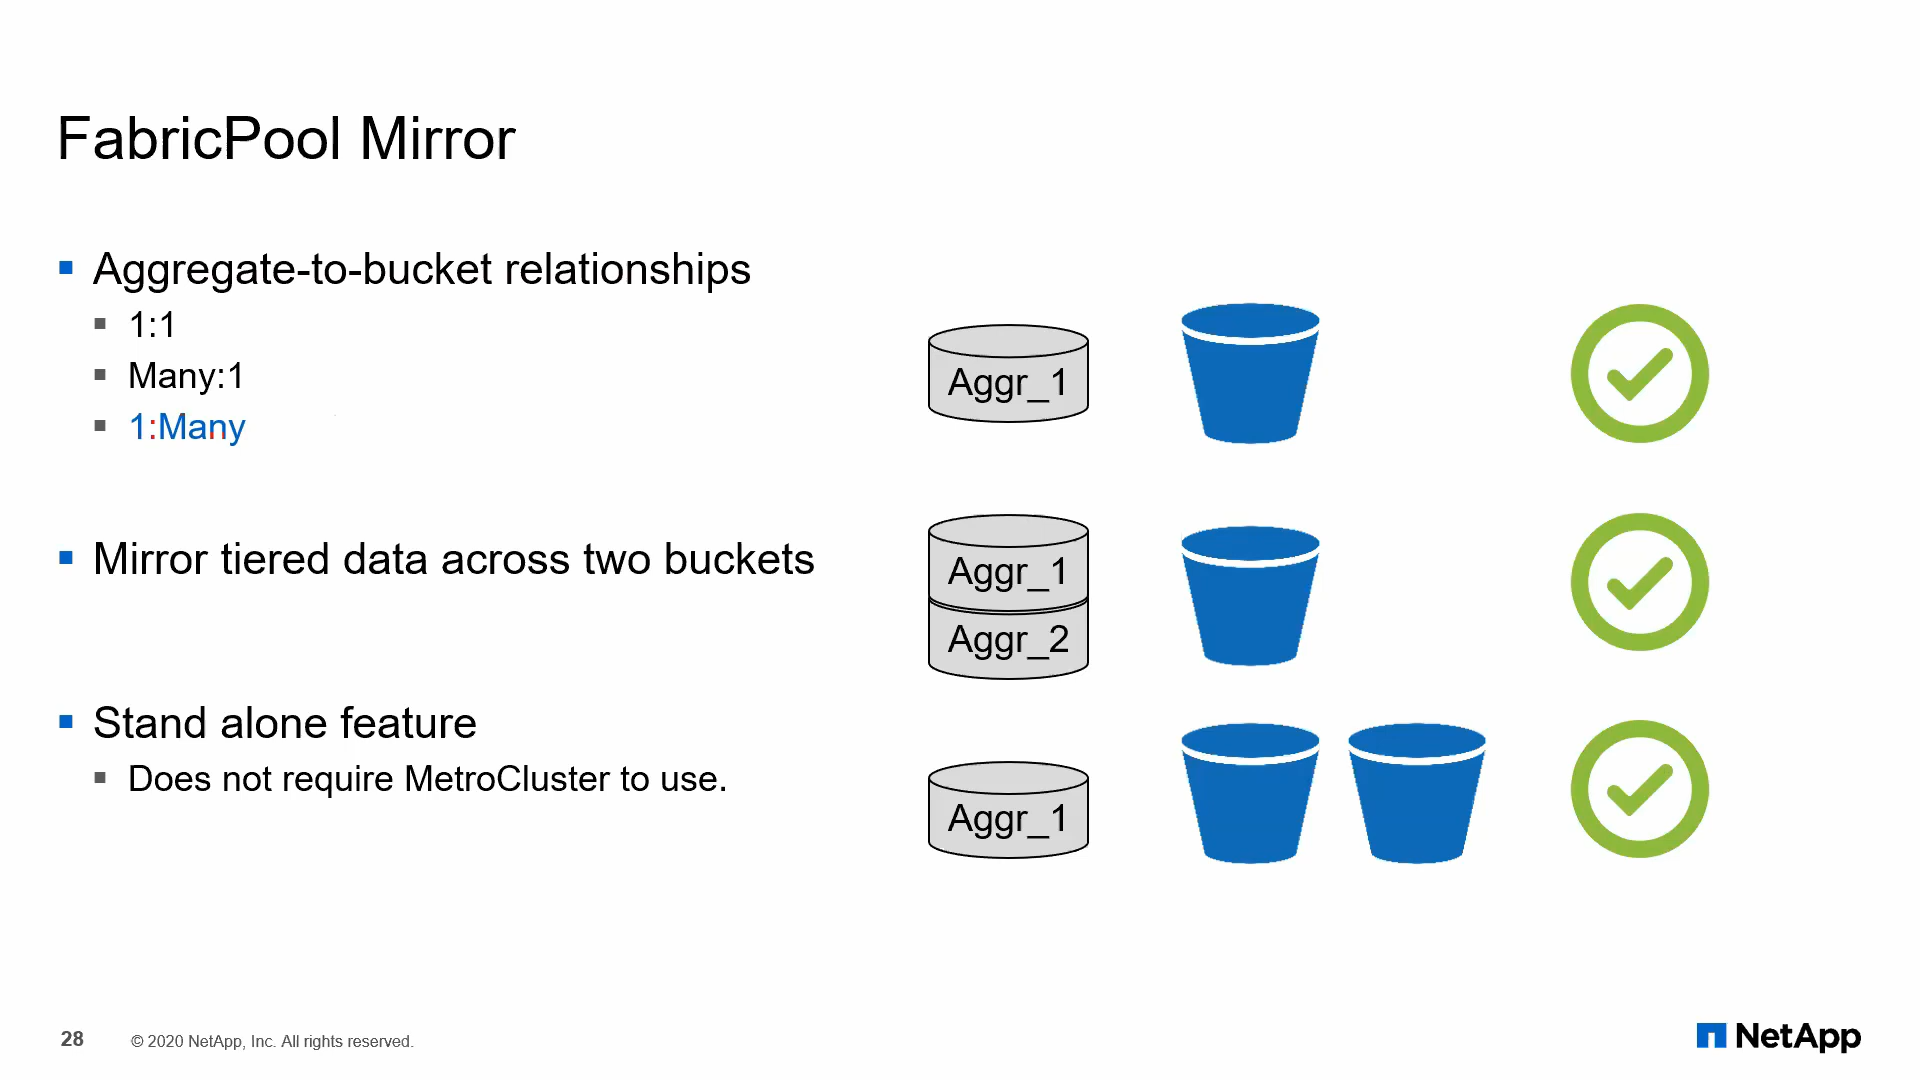 FabricPool Mirror
Aggregate-to-bucket relationships
1:1
Many:1
1:Many
Mirror tiered data across two buckets
Stand alone feature
Does not require MetroCluster to use.
Aggr_1
Aggr_1
Aggr_2
Aggr_1
28
© 2020 NetApp, Inc. All rights reserved.
NetApp